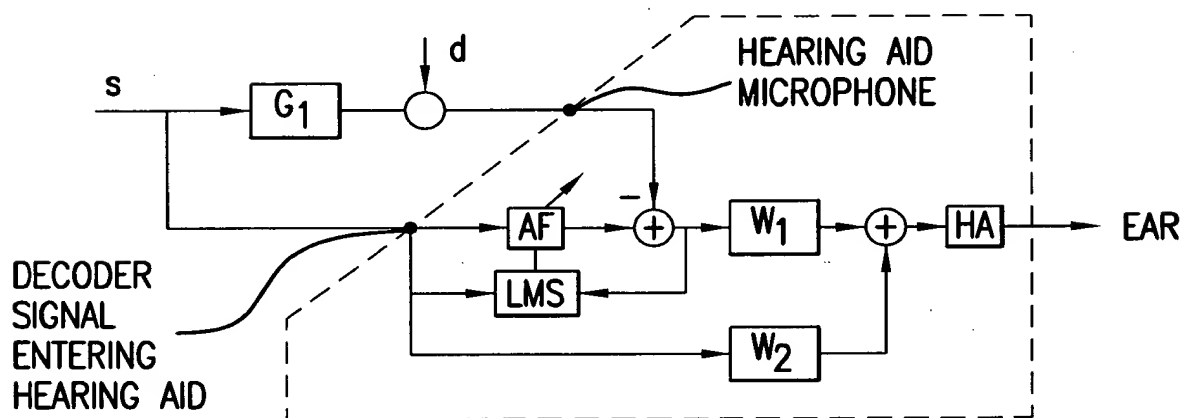 s
G1
d
HEARING AID
MICROPHONE
AF
−
+
LMS
W1
+
HA
EAR
W2
DECODER
SIGNAL
ENTERING
HEARING AID